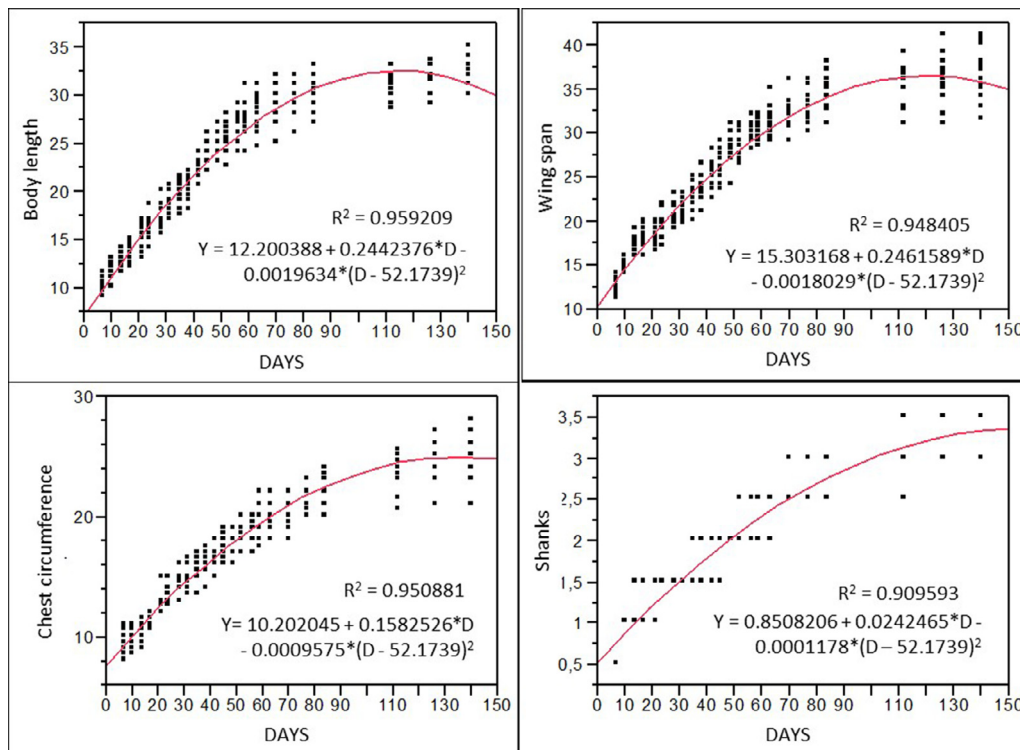 Body length
35
30
25
20
15
10
R² = 0.959209
Y = 12.200388 + 0.2442376*D -
0.0019634*(D - 52.1739)²
0 10 20 30 40 50 60 70 80 90 110 130 150
DAYS
Wing span
40
35
30
25
20
15
10
R² = 0.948405
Y = 15.303168 + 0.2461589*D
- 0.0018029*(D - 52.1739)²
0 10 20 30 40 50 60 70 80 90 110 130 150
DAYS
Chest circumference
30
20
10
R² = 0.950881
Y= 10.202045 + 0.1582526*D
- 0.0009575*(D - 52.1739)²
0 10 20 30 40 50 60 70 80 90 110 130 150
DAYS
Shanks
3,5
3
2,5
2
1,5
1
0,5
R² = 0.909593
Y = 0.8508206 + 0.0242465*D -
0.0001178*(D – 52.1739)²
0 10 20 30 40 50 60 70 80 90 110 130 150
DAYS